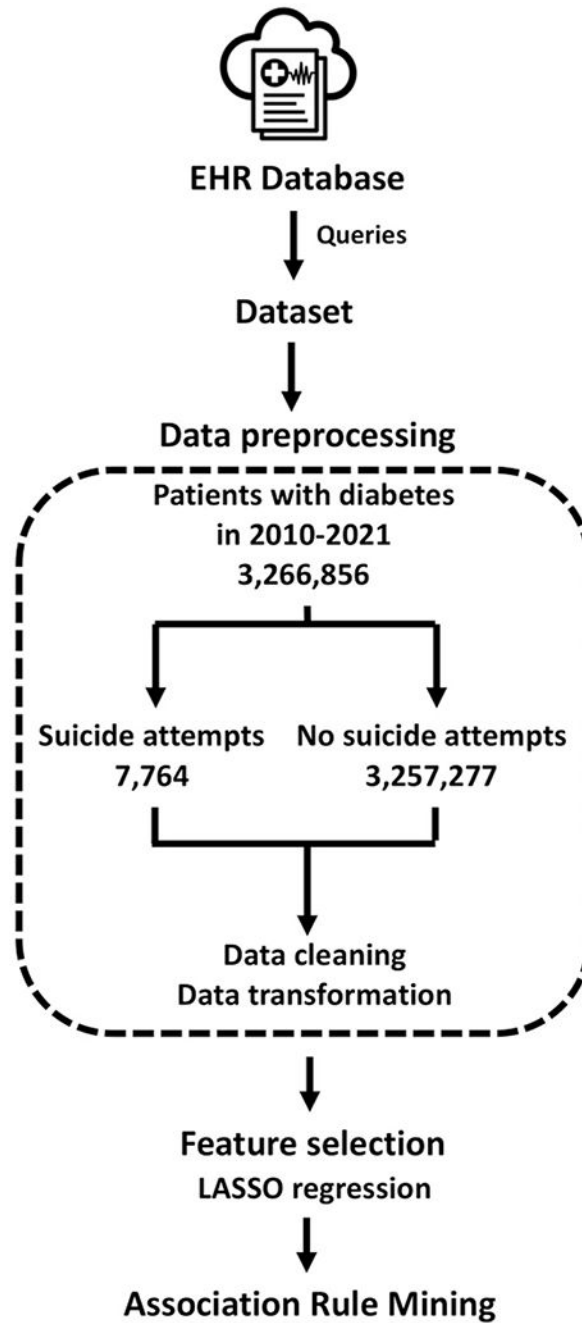 EHR Database
Queries
Dataset
Data preprocessing
Patients with diabetes
in 2010-2021
3,266,856
Suicide attempts
7,764
No suicide attempts
3,257,277
Data cleaning
Data transformation
Feature selection
LASSO regression
Association Rule Mining